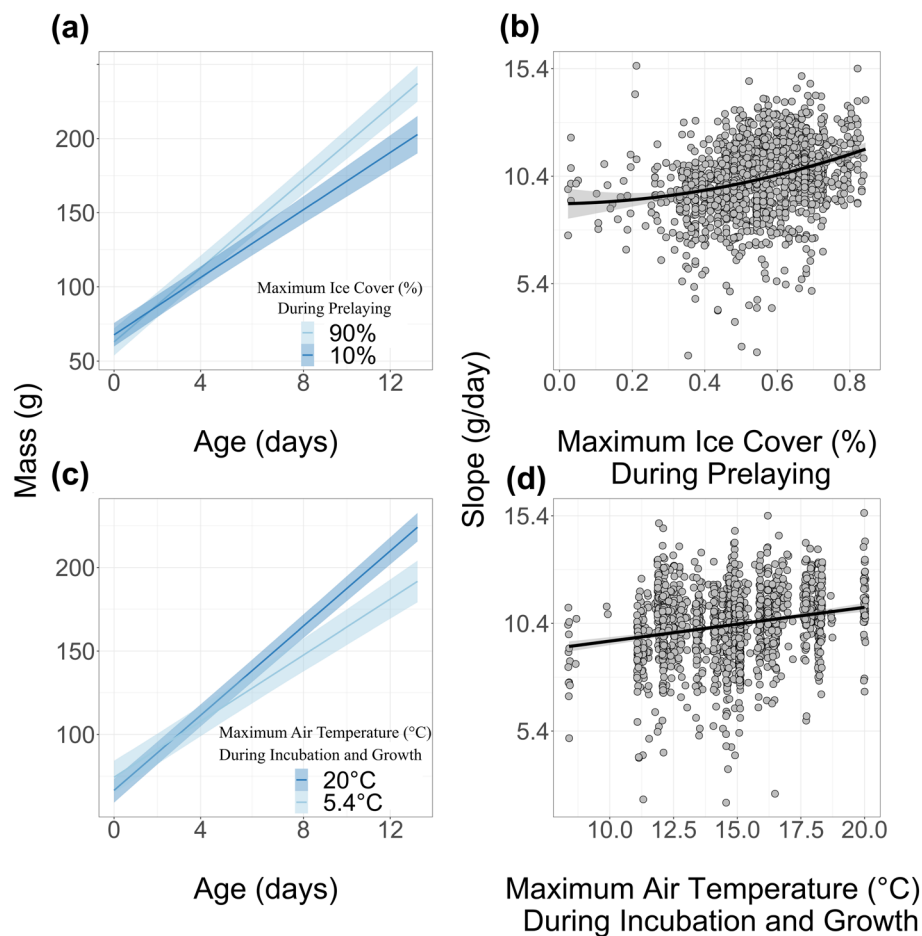 (a)
200
150
100
50
0
4
8
12
Maximum Ice Cover (%)
During Prelaying
90%
10%
Age (days)
Mass (g)
(b)
15.4
10.4
5.4
0.0
0.2
0.4
0.6
0.8
Maximum Ice Cover (%)
During Prelaying
Slope (g/day)
(c)
200
150
100
0
4
8
12
Maximum Air Temperature (°C)
During Incubation and Growth
20°C
5.4°C
Age (days)
(d)
15.4
10.4
5.4
10.0
12.5
15.0
17.5
20.0
Maximum Air Temperature (°C)
During Incubation and Growth